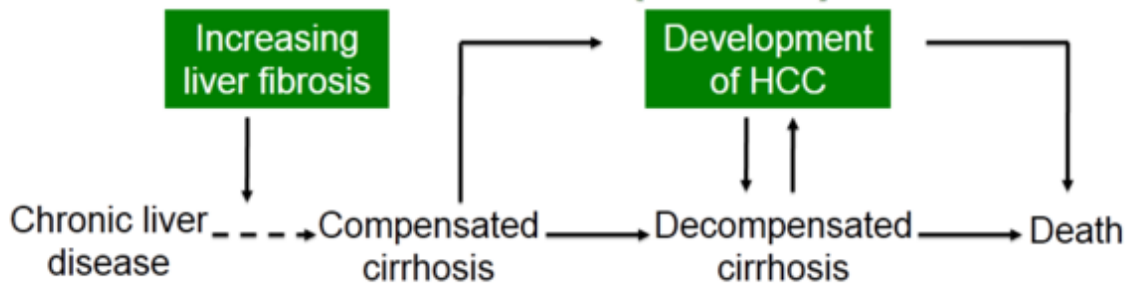 Increasing
liver fibrosis
Development
of HCC
Chronic liver
disease
Compensated
cirrhosis
Decompensated
cirrhosis
Death